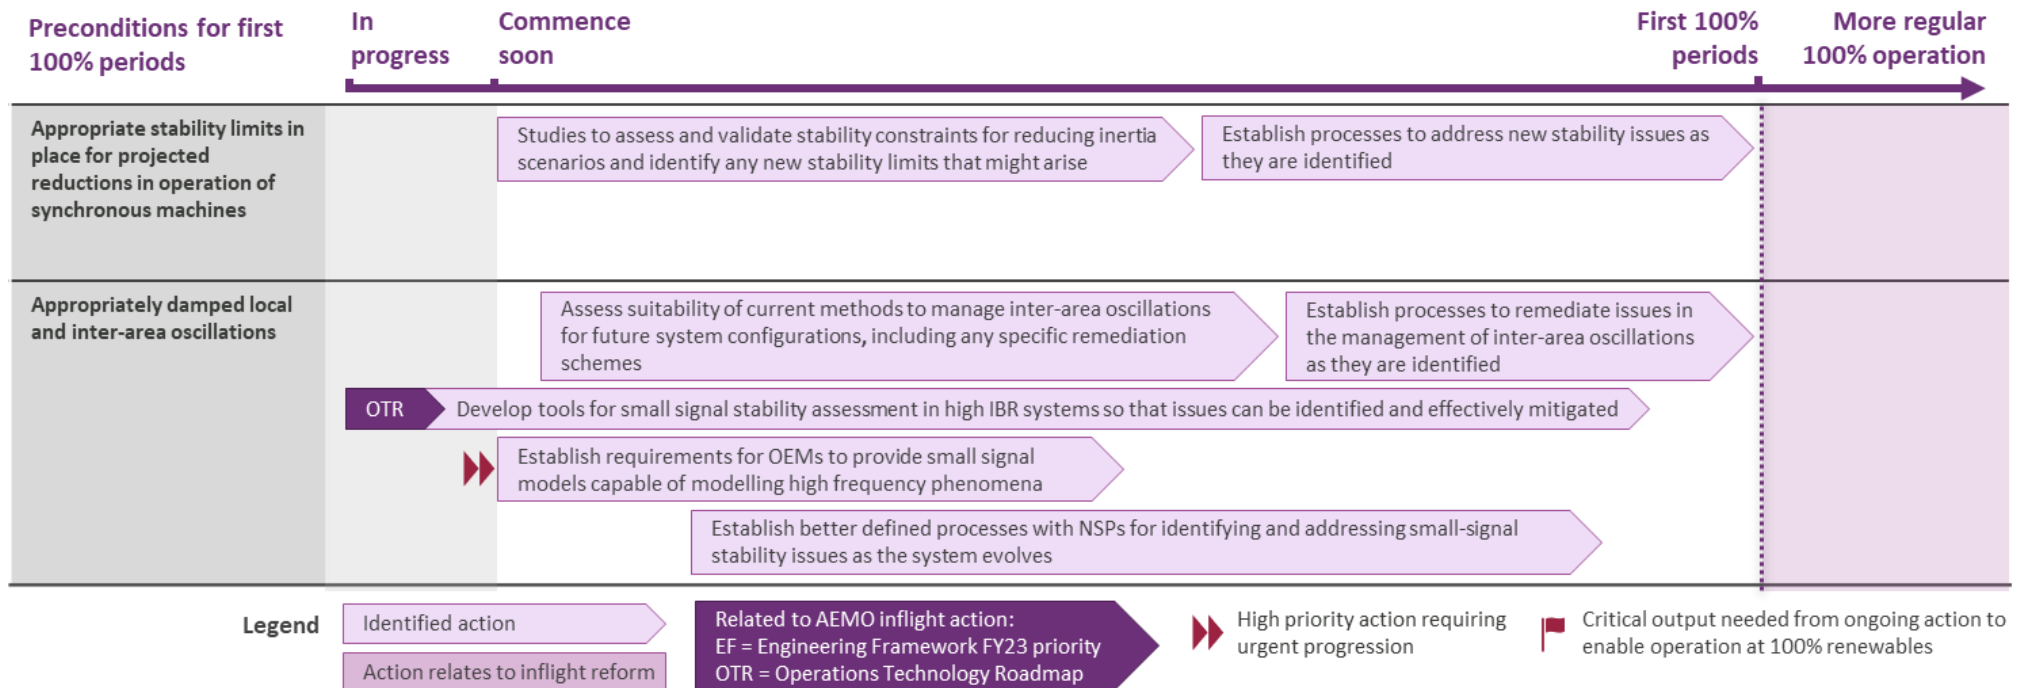 Preconditions for first
100% periods
In
progress
Commence
soon
First 100%
periods
More regular
100% operation
Appropriate stability limits in
place for projected
reductions in operation of
synchronous machines
Studies to assess and validate stability constraints for reducing inertia
scenarios and identify any new stability limits that might arise
Establish processes to address new stability issues as
they are identified
Appropriately damped local
and inter-area oscillations
Assess suitability of current methods to manage inter-area oscillations
for future system configurations, including any specific remediation
schemes
Establish processes to remediate issues in
the management of inter-area oscillations
as they are identified
OTR
Develop tools for small signal stability assessment in high IBR systems so that issues can be identified and effectively mitigated
Establish requirements for OEMs to provide small signal
models capable of modelling high frequency phenomena
Establish better defined processes with NSPs for identifying and addressing small-signal
stability issues as the system evolves
Legend
Identified action
Action relates to inflight reform
Related to AEMO inflight action:
EF = Engineering Framework FY23 priority
OTR = Operations Technology Roadmap
High priority action requiring
urgent progression
Critical output needed from ongoing action to
enable operation at 100% renewables